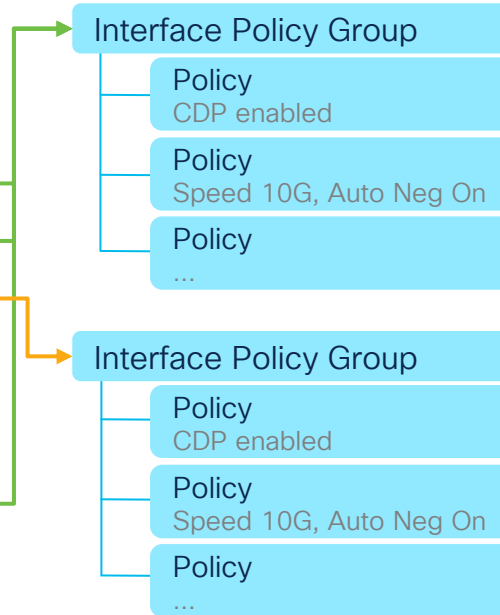 Interface Policy Group
Policy
CDP enabled
Policy
Speed 10G, Auto Neg On
Policy
...
Interface Policy Group
Policy
CDP enabled
Policy
Speed 10G, Auto Neg On
Policy
...